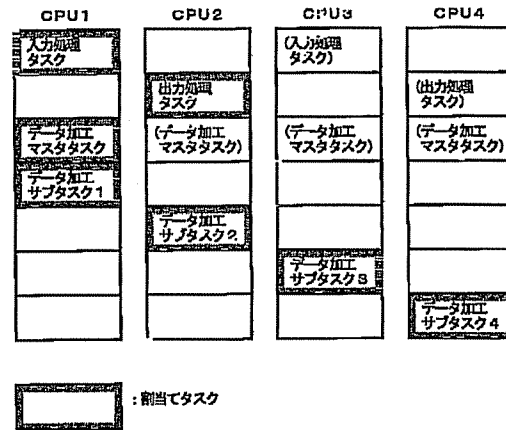 CPU1 CPU2 CPU3 CPU4
入力処理
タスク
(入力処理
タスク)
出力処理
タスク
(出力処理
タスク)
データ加工
マスタタスク
(データ加工
マスタタスク)
(データ加工
マスタタスク)
(データ加工
マスタタスク)
データ加工
サブタスク1
データ加工
サブタスク2
データ加工
サブタスク3
データ加工
サブタスク4
:割当てタスク